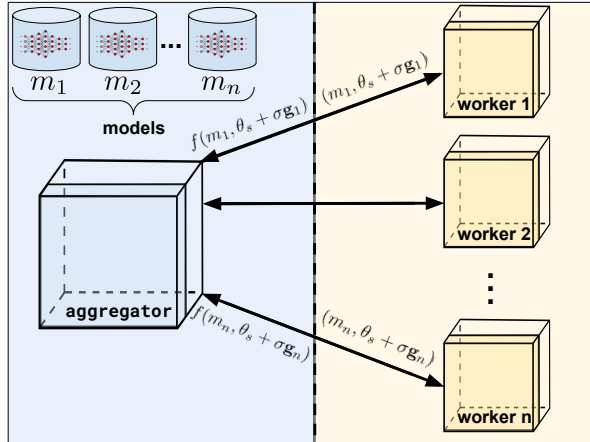 m₁ m₂ ... mₙ
models
f(m₁, θₛ + σg₁) (m₁, θₛ + σg₁)
worker 1
worker 2
aggregator
f(mₙ, θₛ + σgₙ) (mₙ, θₛ + σgₙ)
worker n